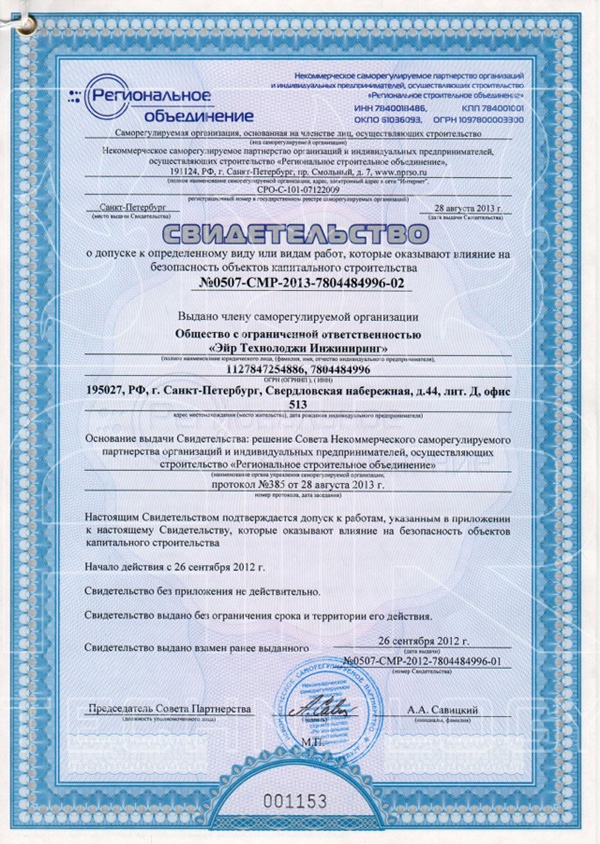 Региональное
объединение
Некоммерческое саморегулируемое партнерство организаций
и индивидуальных предпринимателей, осуществляющих строительство
«Региональное строительное объединение»
ИНН 7840018486, КПП 784001001
ОКПО 61036093, ОГРН 1097800003300
Саморегулируемая организация, основанная на членстве лиц, осуществляющих строительство
(вид саморегулируемой организации)
Некоммерческое саморегулируемое партнерство организаций и индивидуальных предпринимателей,
осуществляющих строительство «Региональное строительное объединение»,
191124, РФ, г. Санкт-Петербург, пр. Смольный, д. 7, www.nprso.ru
(полное наименование саморегулируемой организации, адрес, электронный адрес в сети "Интернет",
СРО-С-101-07122009
регистрационный номер в государственном реестре саморегулируемых организаций)
Санкт-Петербург 28 августа 2013 г.
(место выдачи Свидетельства) (дата выдачи Свидетельства)
СВИДЕТЕЛЬСТВО
о допуске к определенному виду или видам работ, которые оказывают влияние на
безопасность объектов капитального строительства
№0507-СМР-2013-7804484996-02
Выдано члену саморегулируемой организации
Общество с ограниченной ответственностью
«Эйр Технолоджи Инжиниринг»
(полное наименование юридического лица, (фамилия, имя, отчество индивидуального предпринимателя),
1127847254886, 7804484996
ОГРН (ОГРНИП), (ИНН)
195027, РФ, г. Санкт-Петербург, Свердловская набережная, д.44, лит. Д, офис
513
адрес местонахождения (место жительства), дата рождения индивидуального предпринимателя)
Основание выдачи Свидетельства: решение Совета Некоммерческого саморегулируемого
партнерства организаций и индивидуальных предпринимателей, осуществляющих
строительство «Региональное строительное объединение»
(наименование органа управления саморегулируемой организации,
протокол №385 от 28 августа 2013 г.
номер протокола, дата заседания)
Настоящим Свидетельством подтверждается допуск к работам, указанным в приложении
к настоящему Свидетельству, которые оказывают влияние на безопасность объектов
капитального строительства
Начало действия с 26 сентября 2012 г.
Свидетельство без приложения не действительно.
Свидетельство выдано без ограничения срока и территории его действия.
26 сентября 2012 г.
Свидетельство выдано взамен ранее выданного
(дата выдачи)
№0507-СМР-2012-7804484996-01
(номер Свидетельства)
Председатель Совета Партнерства А.А. Савицкий
(должность уполномоченного лица) (подпись) (инициалы, фамилия)
М.П.
001153